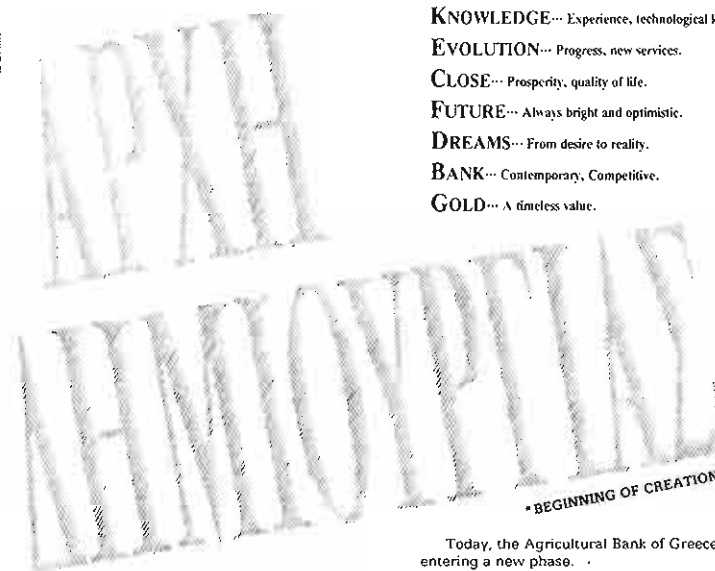 KNOWLEDGE... Experience, technological
EVOLUTION... Progress, new services.
CLOSE... Prosperity, quality of life.
FUTURE... Always bright and optimistic.
DREAMS... From desire to reality.
BANK... Contemporary, Competitive.
GOLD... A timeless value.
ΑΡΧΗ
ΔΗΜΙΟΥΡΓΙΑΣ
* BEGINNING OF CREATION
Today, the Agricultural Bank of Greece
entering a new phase.